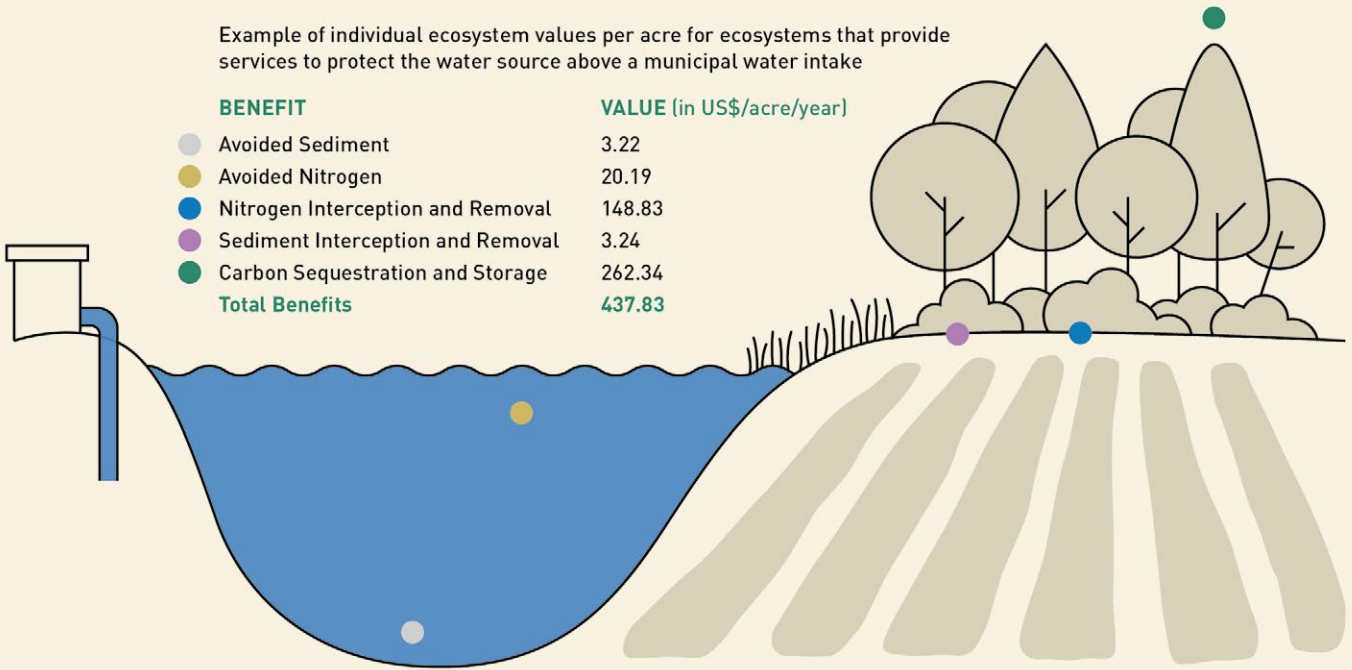 Example of individual ecosystem values per acre for ecosystems that provide
services to protect the water source above a municipal water intake
BENEFIT VALUE (in US$/acre/year)
Avoided Sediment 3.22
Avoided Nitrogen 20.19
Nitrogen Interception and Removal 148.83
Sediment Interception and Removal 3.24
Carbon Sequestration and Storage 262.34
Total Benefits 437.83